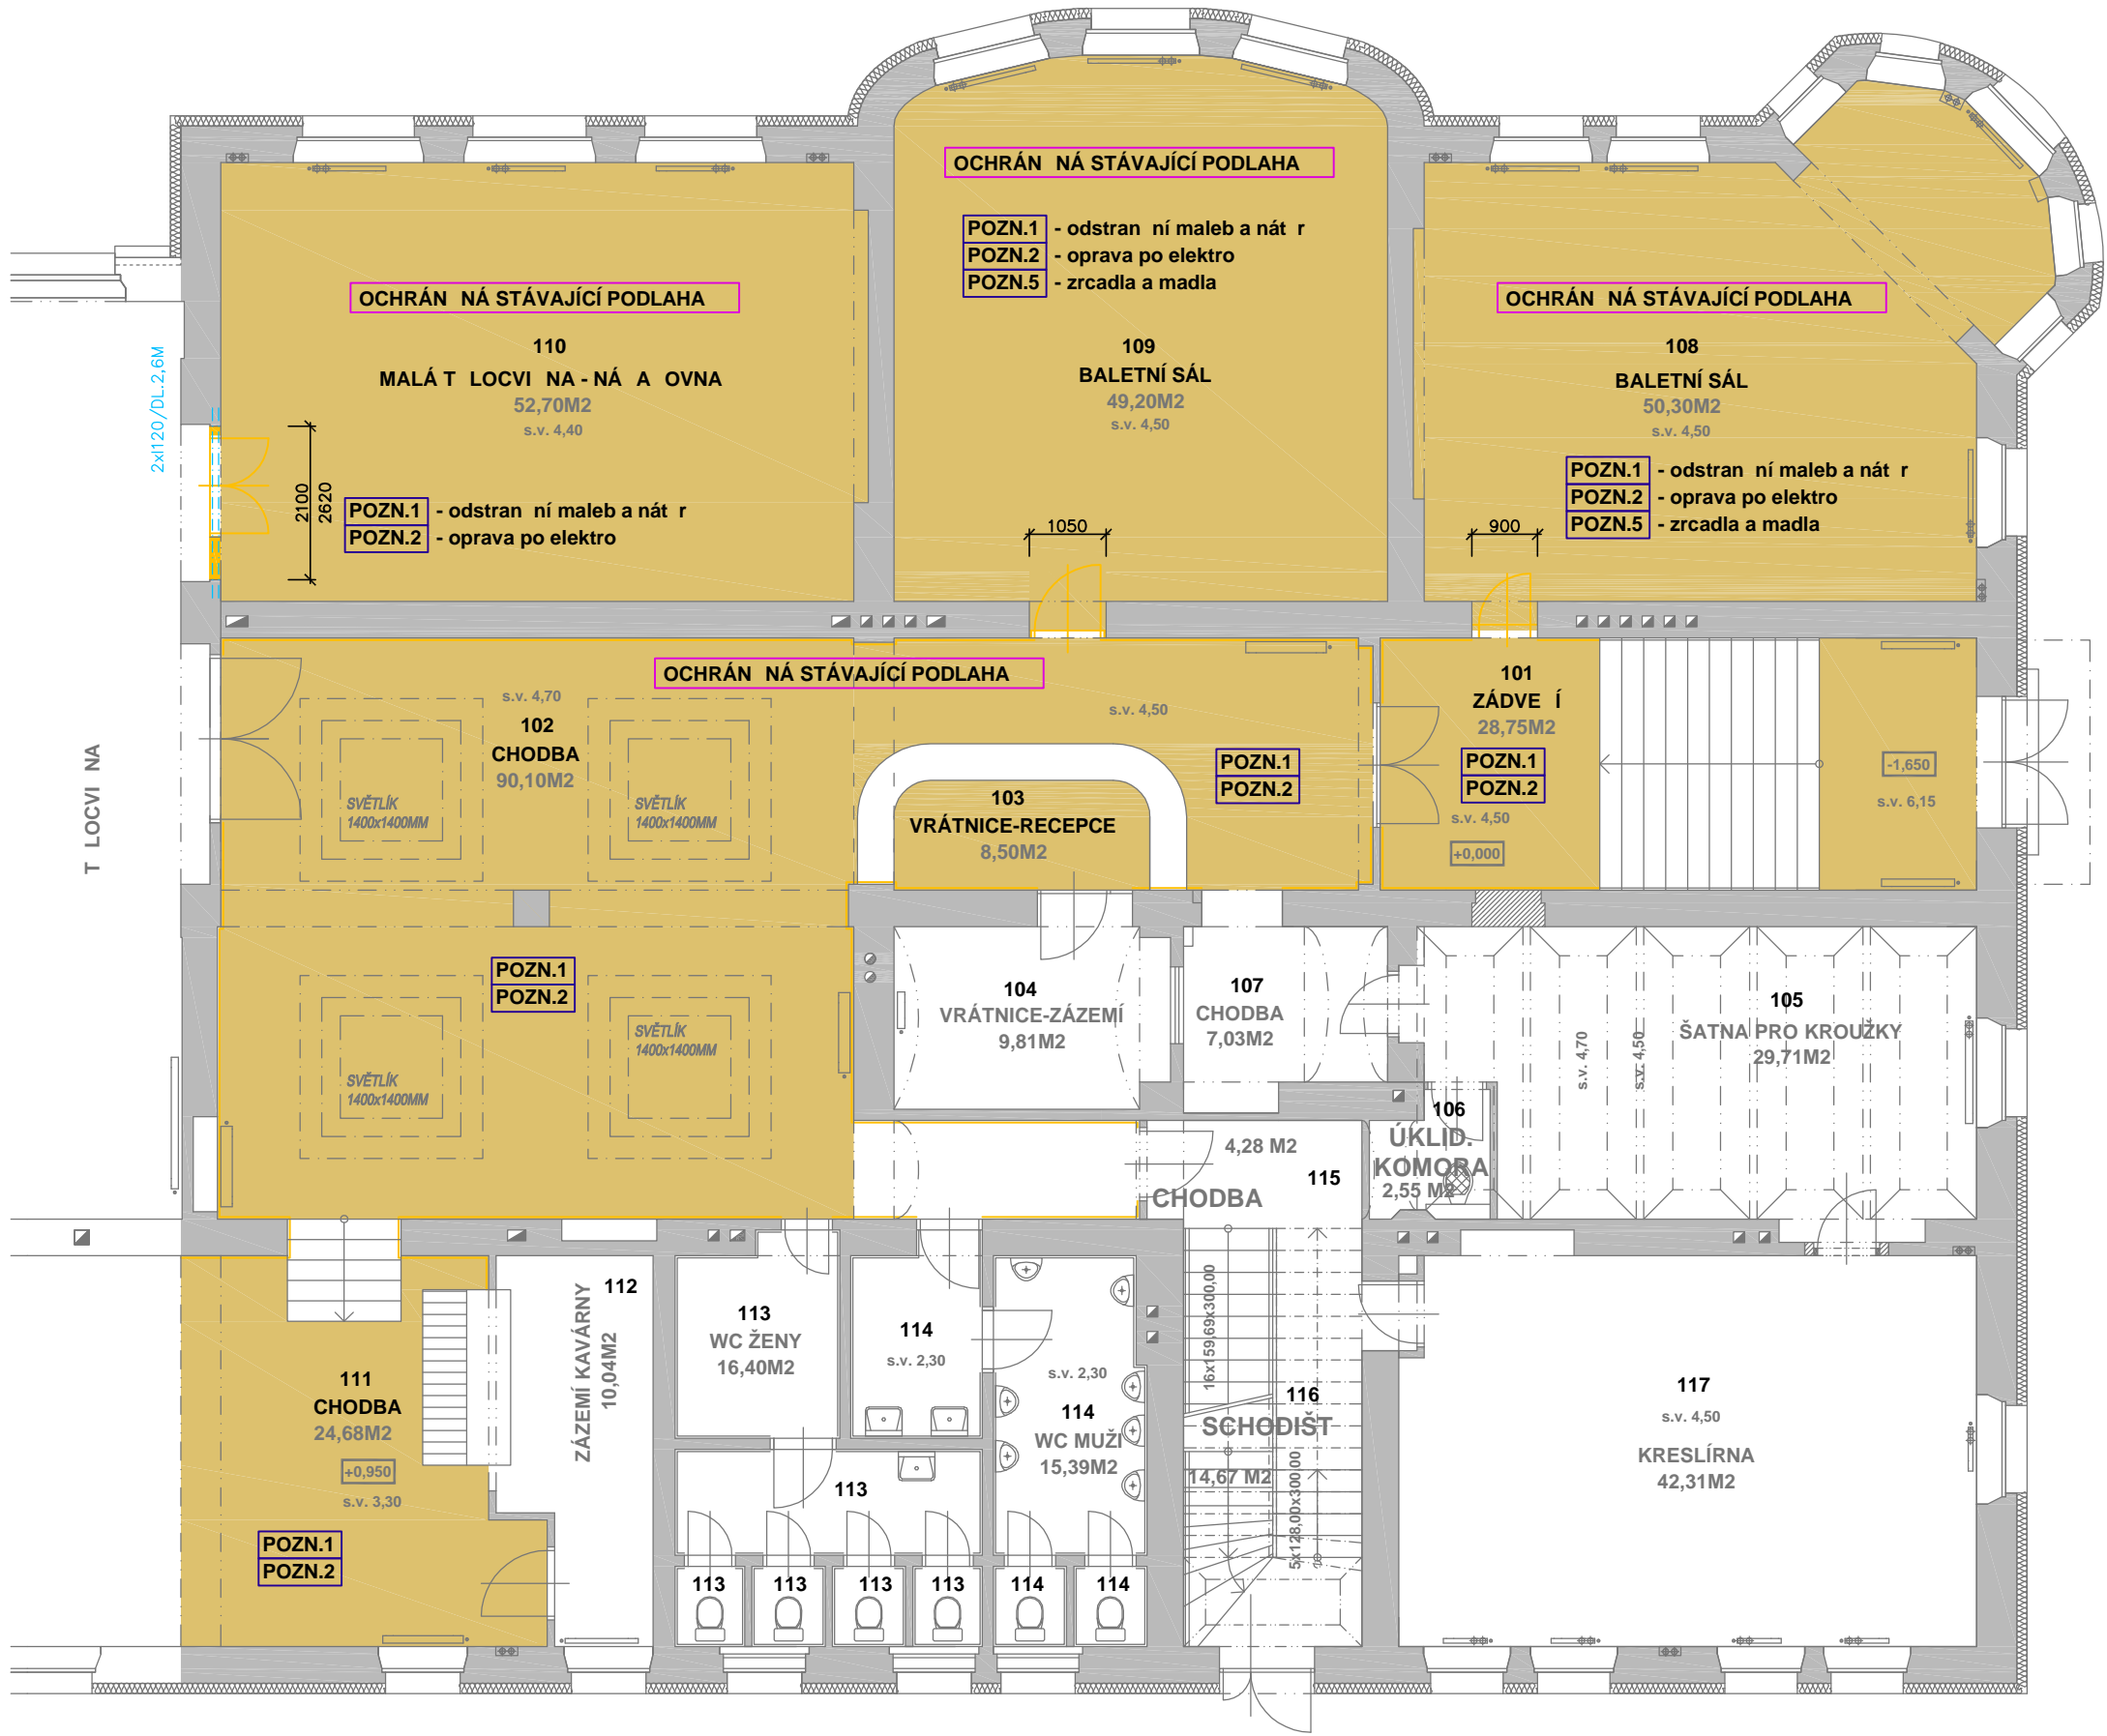 OCHRÁN NÁ STÁVAJÍCÍ PODLAHA
POZN.1 - odstran ní maleb a nát r
POZN.2 - oprava po elektro
POZN.5 - zrcadla a madla
109
BALETNÍ SÁL
49,20M2
s.v. 4,50
1050
OCHRÁN NÁ STÁVAJÍCÍ PODLAHA
110
MALÁ T LOCVI NA - NÁ A OVNA
52,70M2
s.v. 4,40
2xI120/DL.2,6M
2100
2620
POZN.1 - odstran ní maleb a nát r
POZN.2 - oprava po elektro
OCHRÁN NÁ STÁVAJÍCÍ PODLAHA
108
BALETNÍ SÁL
50,30M2
s.v. 4,50
POZN.1 - odstran ní maleb a nát r
POZN.2 - oprava po elektro
POZN.5 - zrcadla a madla
900
OCHRÁN NÁ STÁVAJÍCÍ PODLAHA
s.v. 4,70
102
CHODBA
90,10M2
SVĚTLÍK
1400x1400MM
SVĚTLÍK
1400x1400MM
s.v. 4,50
POZN.1
POZN.2
103
VRÁTNICE-RECEPCE
8,50M2
101
ZÁDVE Í
28,75M2
POZN.1
POZN.2
s.v. 4,50
+0,000
-1,650
s.v. 6,15
T LOCVI NA
POZN.1
POZN.2
SVĚTLÍK
1400x1400MM
SVĚTLÍK
1400x1400MM
104
VRÁTNICE-ZÁZEMÍ
9,81M2
107
CHODBA
7,03M2
105
ŠATNA PRO KROUŽKY
29,71M2
s.v. 4,70
s.v. 4,50
106
ÚKLID.
KOMORA
2,55 M2
4,28 M2
115
CHODBA
111
CHODBA
24,68M2
+0,950
s.v. 3,30
POZN.1
POZN.2
112
ZÁZEMÍ KAVÁRNY
10,04M2
113
WC ŽENY
16,40M2
114
s.v. 2,30
s.v. 2,30
114
WC MUŽI
15,39M2
113
113
113
113
113
114
114
16x159,69x300,00
116
SCHODIŠT
14,67 M2
5x128,00x300,00
117
s.v. 4,50
KRESLÍRNA
42,31M2